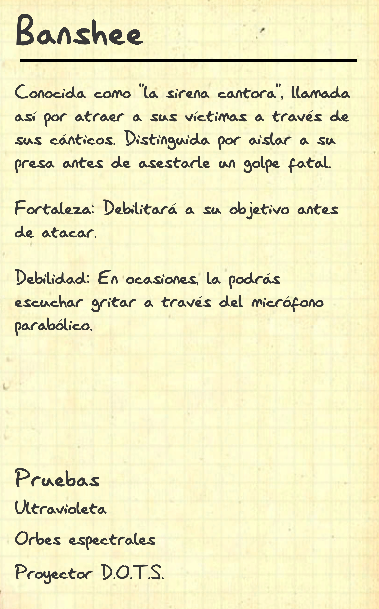 Banshee
Conocida como "la sirena cantora", llamada
así por atraer a sus víctimas a través de
sus cánticos. Distinguida por aislar a su
presa antes de asestarle un golpe fatal.
Fortaleza: Debilitará a su objetivo antes
de atacar.
Debilidad: En ocasiones, la podrás
escuchar gritar a través del micrófono
parabólico.
Pruebas
Ultravioleta
Orbes espectrales
Proyector D.O.T.S.